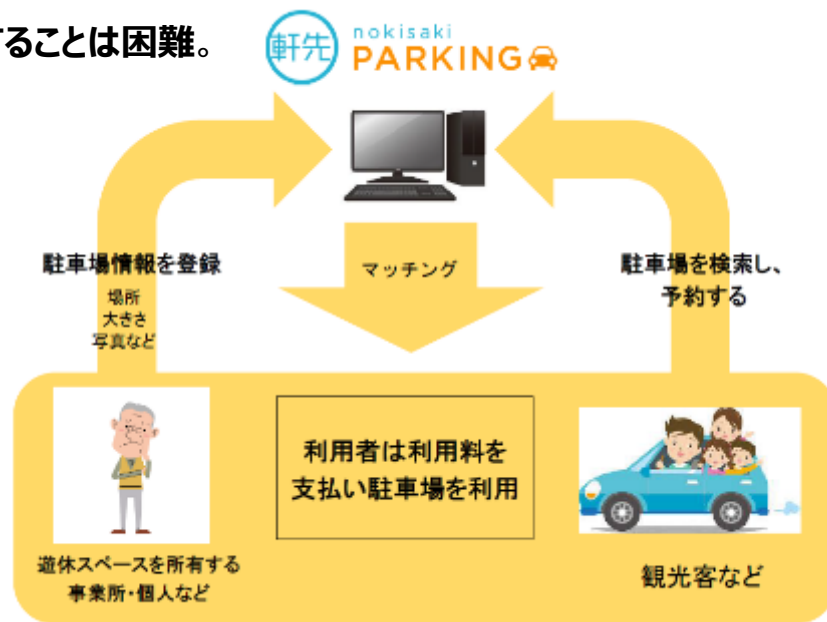 することは困難。
軒先
nokisaki
PARKING
駐車場情報を登録
場所
大きさ
写真など
マッチング
駐車場を検索し、
予約する
利用者は利用料を
支払い駐車場を利用
遊休スペースを所有する
事業所・個人など
観光客など